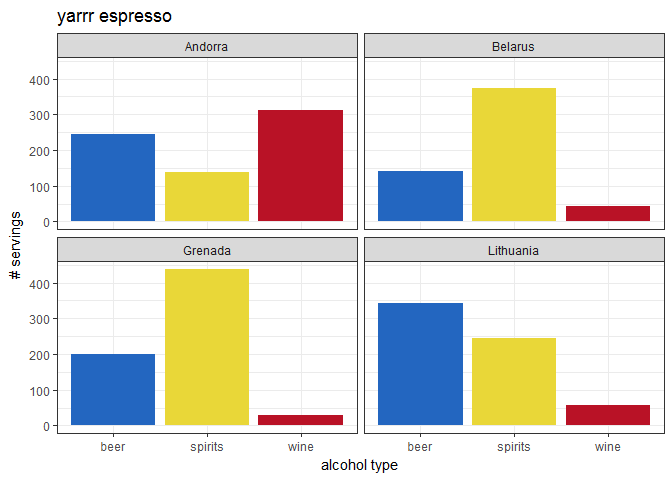 yarrr espresso
Andorra
Belarus
400
300
200
100
0
Grenada
Lithuania
400
300
200
100
0
beer spirits wine beer spirits wine
alcohol type
# servings